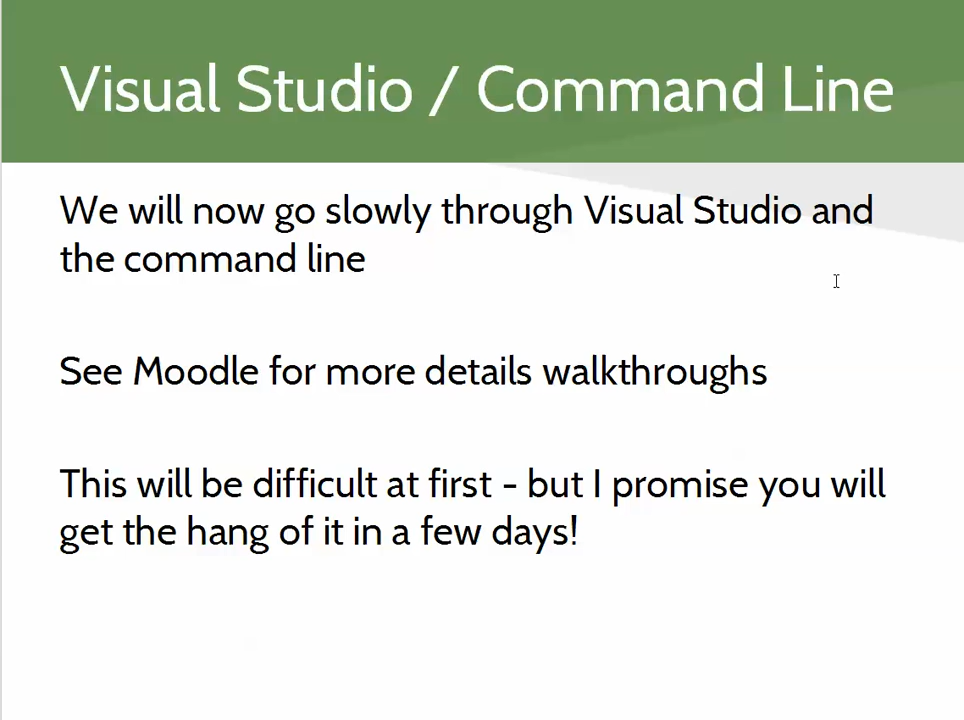 Visual Studio / Command Line
We will now go slowly through Visual Studio and
the command line
See Moodle for more details walkthroughs
This will be difficult at first - but I promise you will
get the hang of it in a few days!